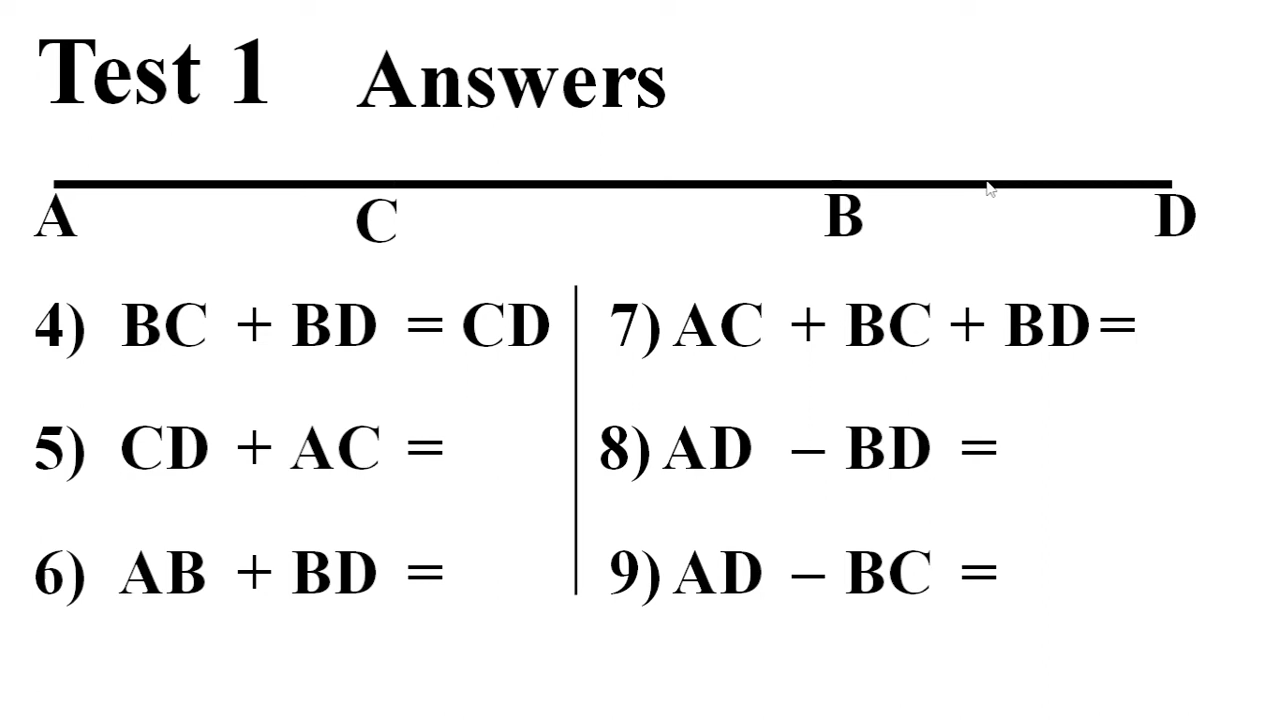 Test 1 Answers
A C B D
4) BC + BD = CD
5) CD + AC =
6) AB + BD =
7) AC + BC + BD =
8) AD – BD =
9) AD – BC =